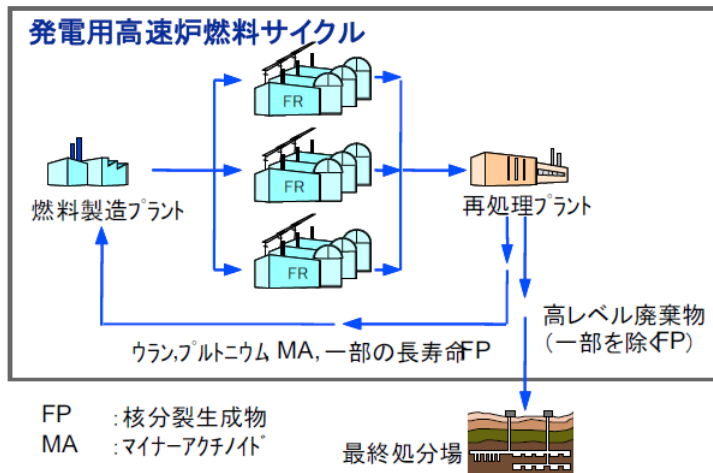 発電用高速炉燃料サイクル
FR
FR
FR
燃料製造プラント
再処理プラント
高レベル廃棄物
(一部を除くFP)
ウラン,プルトニウム, MA, 一部の長寿命FP
FP :核分裂生成物
MA :マイナーアクチノイド
最終処分場